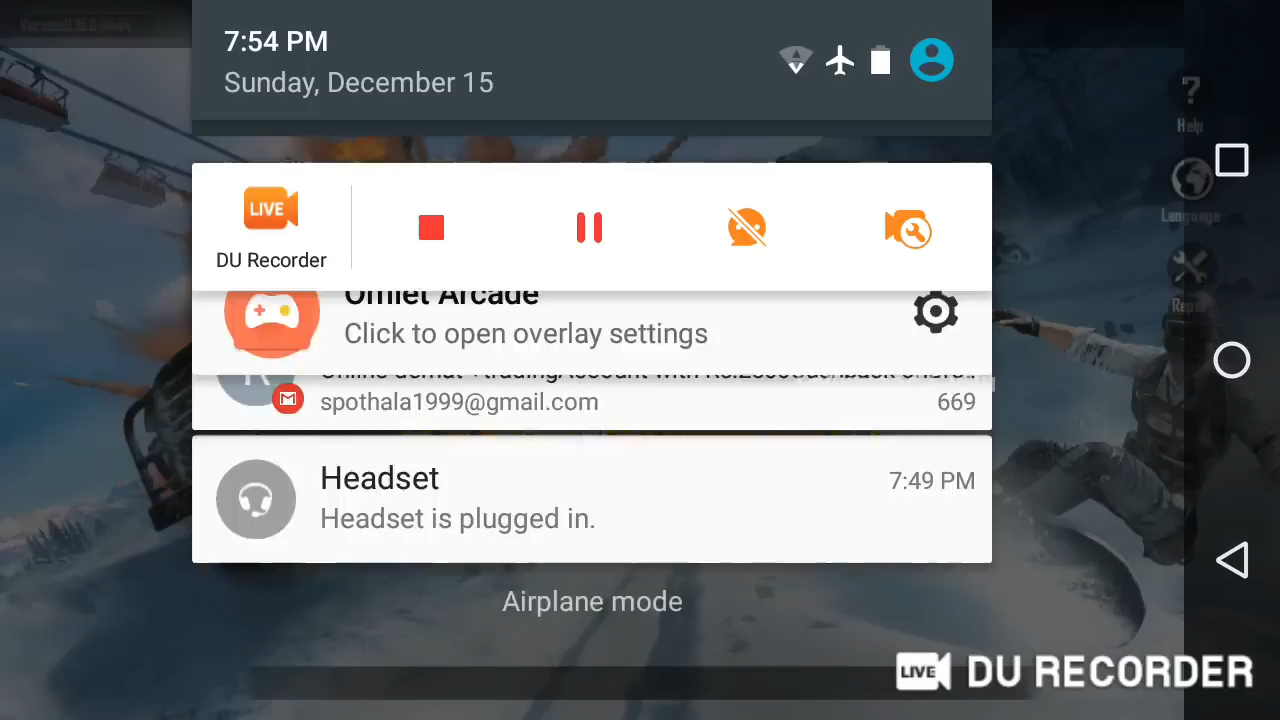 7:54 PM
Sunday, December 15
Help
Language
LIVE
DU Recorder
Omlet Arcade
Click to open overlay settings
spothala1999@gmail.com
669
Headset
7:49 PM
Headset is plugged in.
Airplane mode
LIVE DU RECORDER